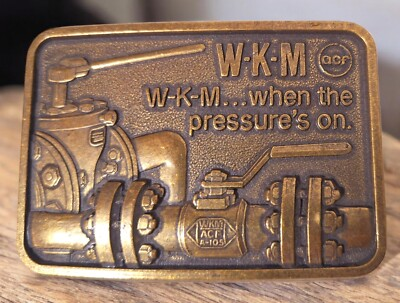 W-K-M acf
W-K-M...when the
pressure's on.
WKM
ACF
A-105